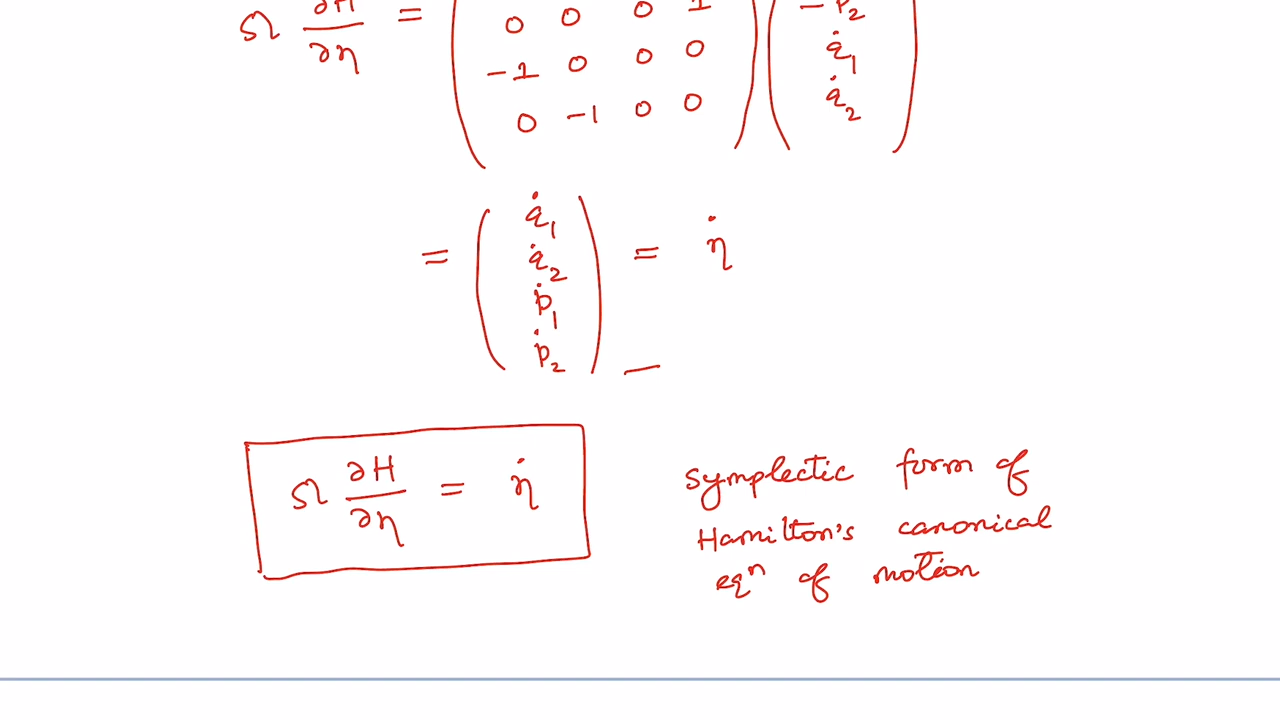 Ω ∂H/∂η = ( 0 0 0 1 ) ( -ṗ2 )
-1 0 0 0 q̇1
0 -1 0 0 q̇2
= ( q̇1 q̇2 ṗ1 ṗ2 ) = η̇
Ω ∂H/∂η = η̇
symplectic form of
Hamilton's canonical
eqⁿ of motion